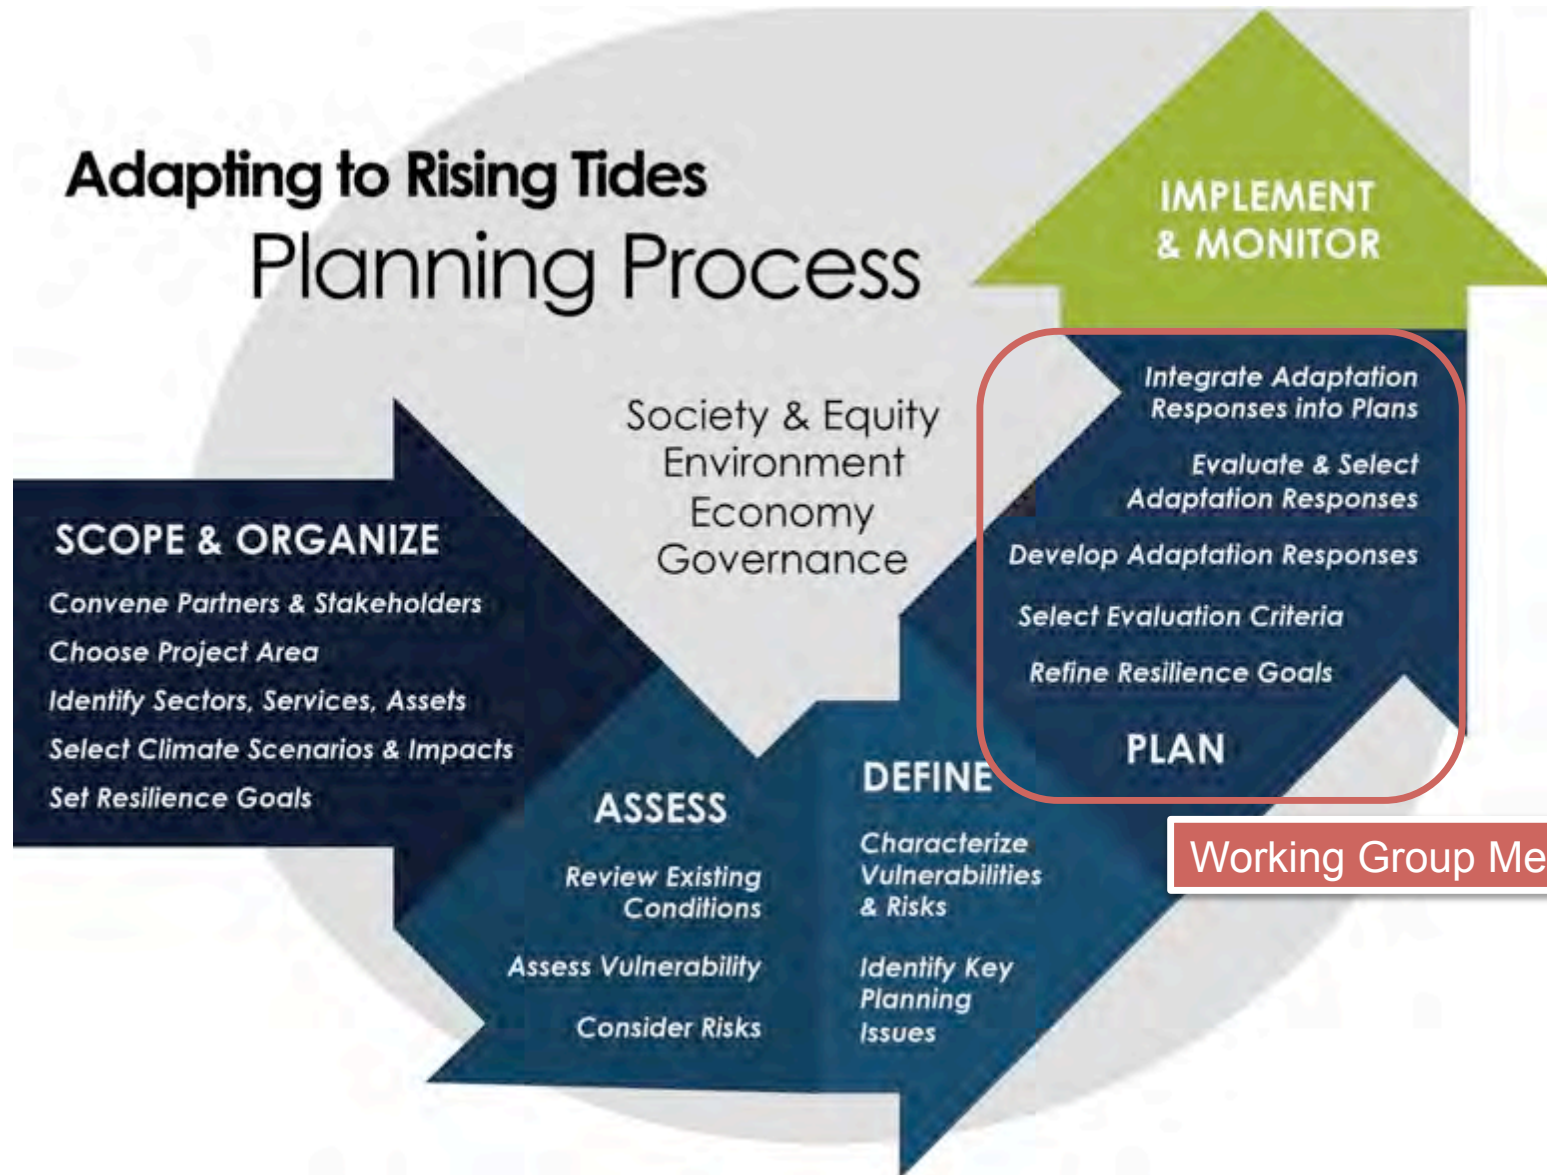 Adapting to Rising Tides
Planning Process
Society & Equity
Environment
Economy
Governance
SCOPE & ORGANIZE
Convene Partners & Stakeholders
Choose Project Area
Identify Sectors, Services, Assets
Select Climate Scenarios & Impacts
Set Resilience Goals
ASSESS
Review Existing
Conditions
Assess Vulnerability
Consider Risks
DEFINE
Characterize
Vulnerabilities
& Risks
Identify Key
Planning
Issues
IMPLEMENT
& MONITOR
Integrate Adaptation
Responses into Plans
Evaluate & Select
Adaptation Responses
Develop Adaptation Responses
Select Evaluation Criteria
Refine Resilience Goals
PLAN
Working Group